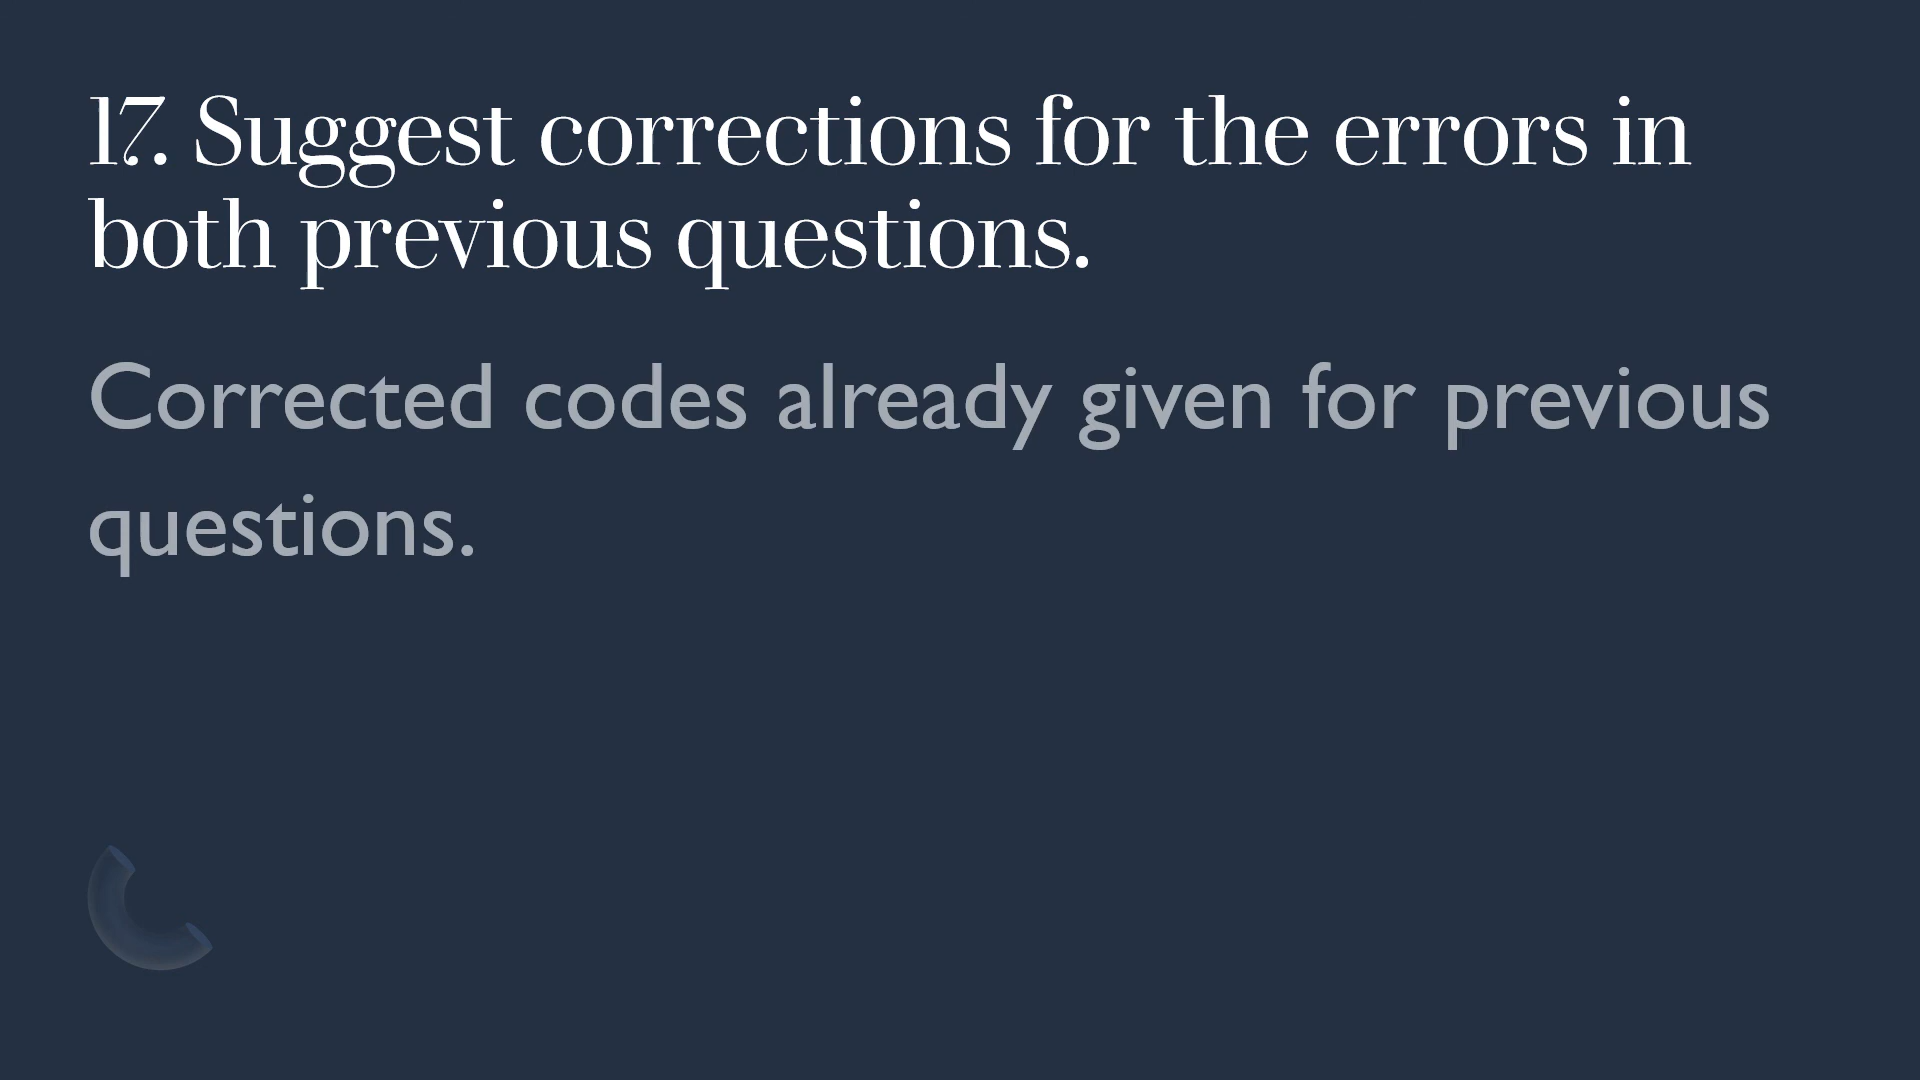 17. Suggest corrections for the errors in
both previous questions.
Corrected codes already given for previous
questions.